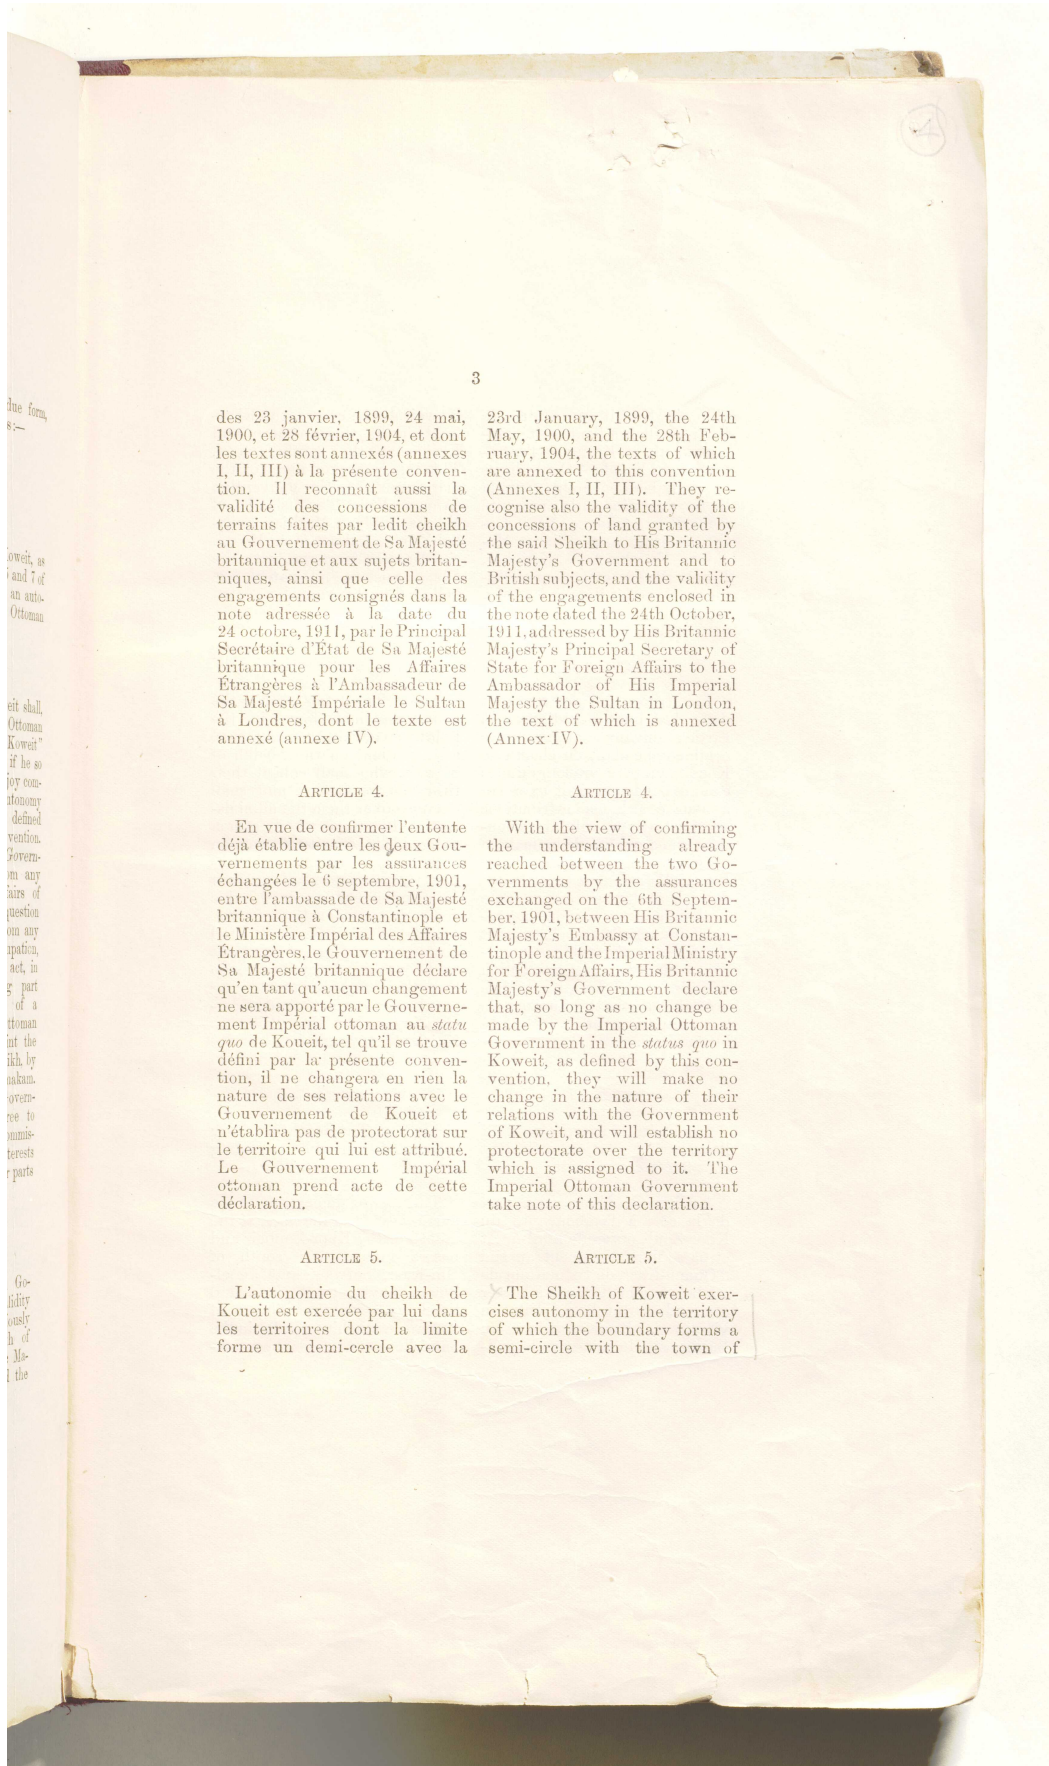 3
des 23 janvier, 1899, 24 mai,
1900, et 28 février, 1904, et dont
les textes sont annexés (annexes
I, II, III) à la présente conven-
tion. Il reconnaît aussi la
validité des concessions de
terrains faites par ledit cheikh
au Gouvernement de Sa Majesté
britannique et aux sujets britan-
niques, ainsi que celle des
engagements consignés dans la
note adressée à la date du
24 octobre, 1911, par le Principal
Secrétaire d'État de Sa Majesté
britannique pour les Affaires
Étrangères à l'Ambassadeur de
Sa Majesté Impériale le Sultan
à Londres, dont le texte est
annexé (annexe IV).
ARTICLE 4.
En vue de confirmer l'entente
déjà établie entre les deux Gou-
vernements par les assurances
échangées le 6 septembre, 1901,
entre l'ambassade de Sa Majesté
britannique à Constantinople et
le Ministère Impérial des Affaires
Étrangères, le Gouvernement de
Sa Majesté britannique déclare
qu'en tant qu'aucun changement
ne sera apporté par le Gouverne-
ment Impérial ottoman au statu
quo de Koueit, tel qu'il se trouve
défini par la présente conven-
tion, il ne changera en rien la
nature de ses relations avec le
Gouvernement de Koueit et
n'établira pas de protectorat sur
le territoire qui lui est attribué.
Le Gouvernement Impérial
ottoman prend acte de cette
déclaration.
ARTICLE 5.
L'autonomie du cheikh de
Koueit est exercée par lui dans
les territoires dont la limite
forme un demi-cercle avec la
23rd January, 1899, the 24th
May, 1900, and the 28th Feb-
ruary, 1904, the texts of which
are annexed to this convention
(Annexes I, II, III). They re-
cognise also the validity of the
concessions of land granted by
the said Sheikh to His Britannic
Majesty's Government and to
British subjects, and the validity
of the engagements enclosed in
the note dated the 24th October,
1911, addressed by His Britannic
Majesty's Principal Secretary of
State for Foreign Affairs to the
Ambassador of His Imperial
Majesty the Sultan in London,
the text of which is annexed
(Annex IV).
ARTICLE 4.
With the view of confirming
the understanding already
reached between the two Go-
vernments by the assurances
exchanged on the 6th Septem-
ber, 1901, between His Britannic
Majesty's Embassy at Constan-
tinople and the Imperial Ministry
for Foreign Affairs, His Britannic
Majesty's Government declare
that, so long as no change be
made by the Imperial Ottoman
Government in the status quo in
Koweit, as defined by this con-
vention, they will make no
change in the nature of their
relations with the Government
of Koweit, and will establish no
protectorate over the territory
which is assigned to it. The
Imperial Ottoman Government
take note of this declaration.
ARTICLE 5.
The Sheikh of Koweit exer-
cises autonomy in the territory
of which the boundary forms a
semi-circle with the town of